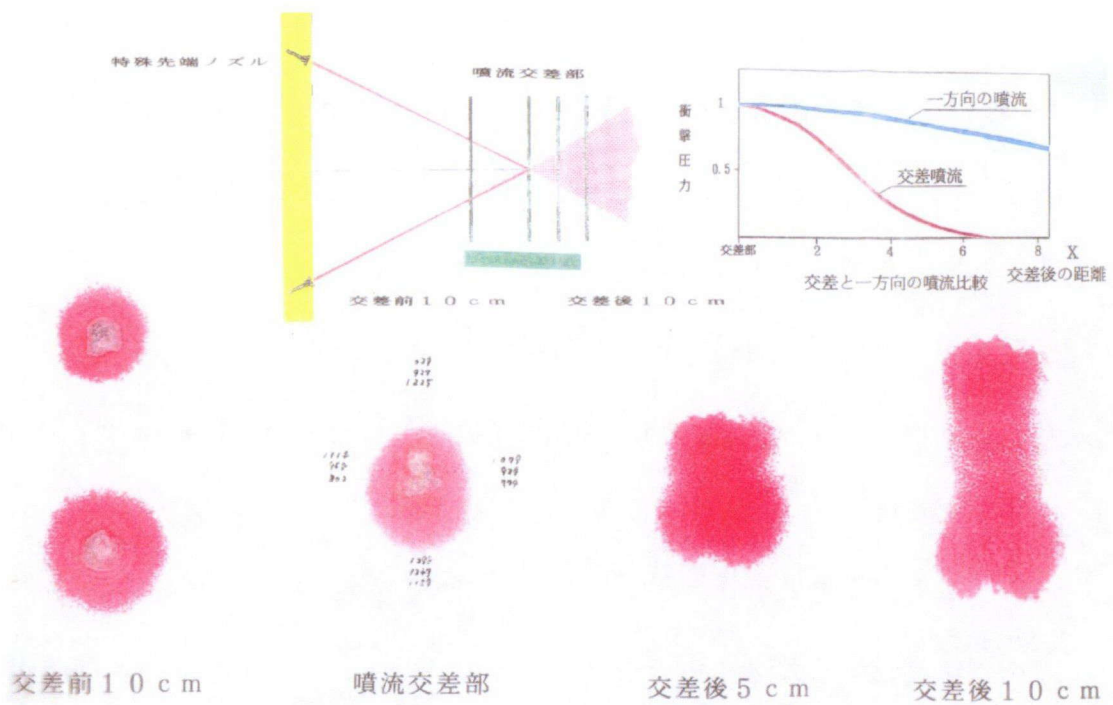 特殊先端ノズル
噴流交差部
交差前10cm
交差後10cm
衝撃圧力
1
0.5
一方向の噴流
交差噴流
交差部
2
4
6
8
X
交差後の距離
交差と一方向の噴流比較
1225
交差前10cm
噴流交差部
交差後5cm
交差後10cm